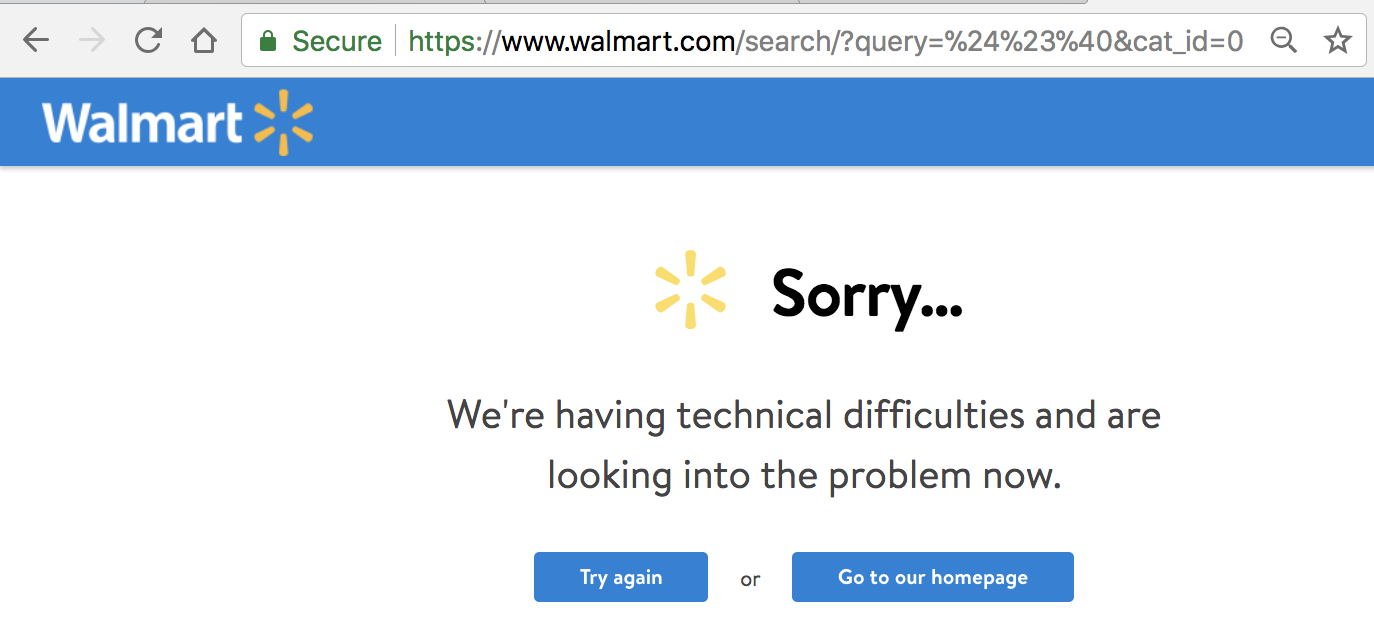 Secure https://www.walmart.com/search/?query=%24%23%40&cat_id=0
Walmart
Sorry...
We're having technical difficulties and are
looking into the problem now.
Try again or Go to our homepage